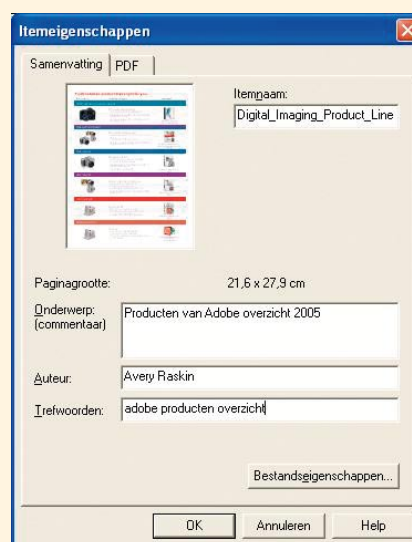 Itemeigenschappen
Samenvatting PDF
Itemnaam:
Digital_Imaging_Product_Line
Paginagrootte: 21,6 x 27,9 cm
Onderwerp:
(commentaar)
Producten van Adobe overzicht 2005
Auteur: Avery Raskin
Trefwoorden: adobe producten overzicht
Bestandseigenschappen...
OK Annuleren Help